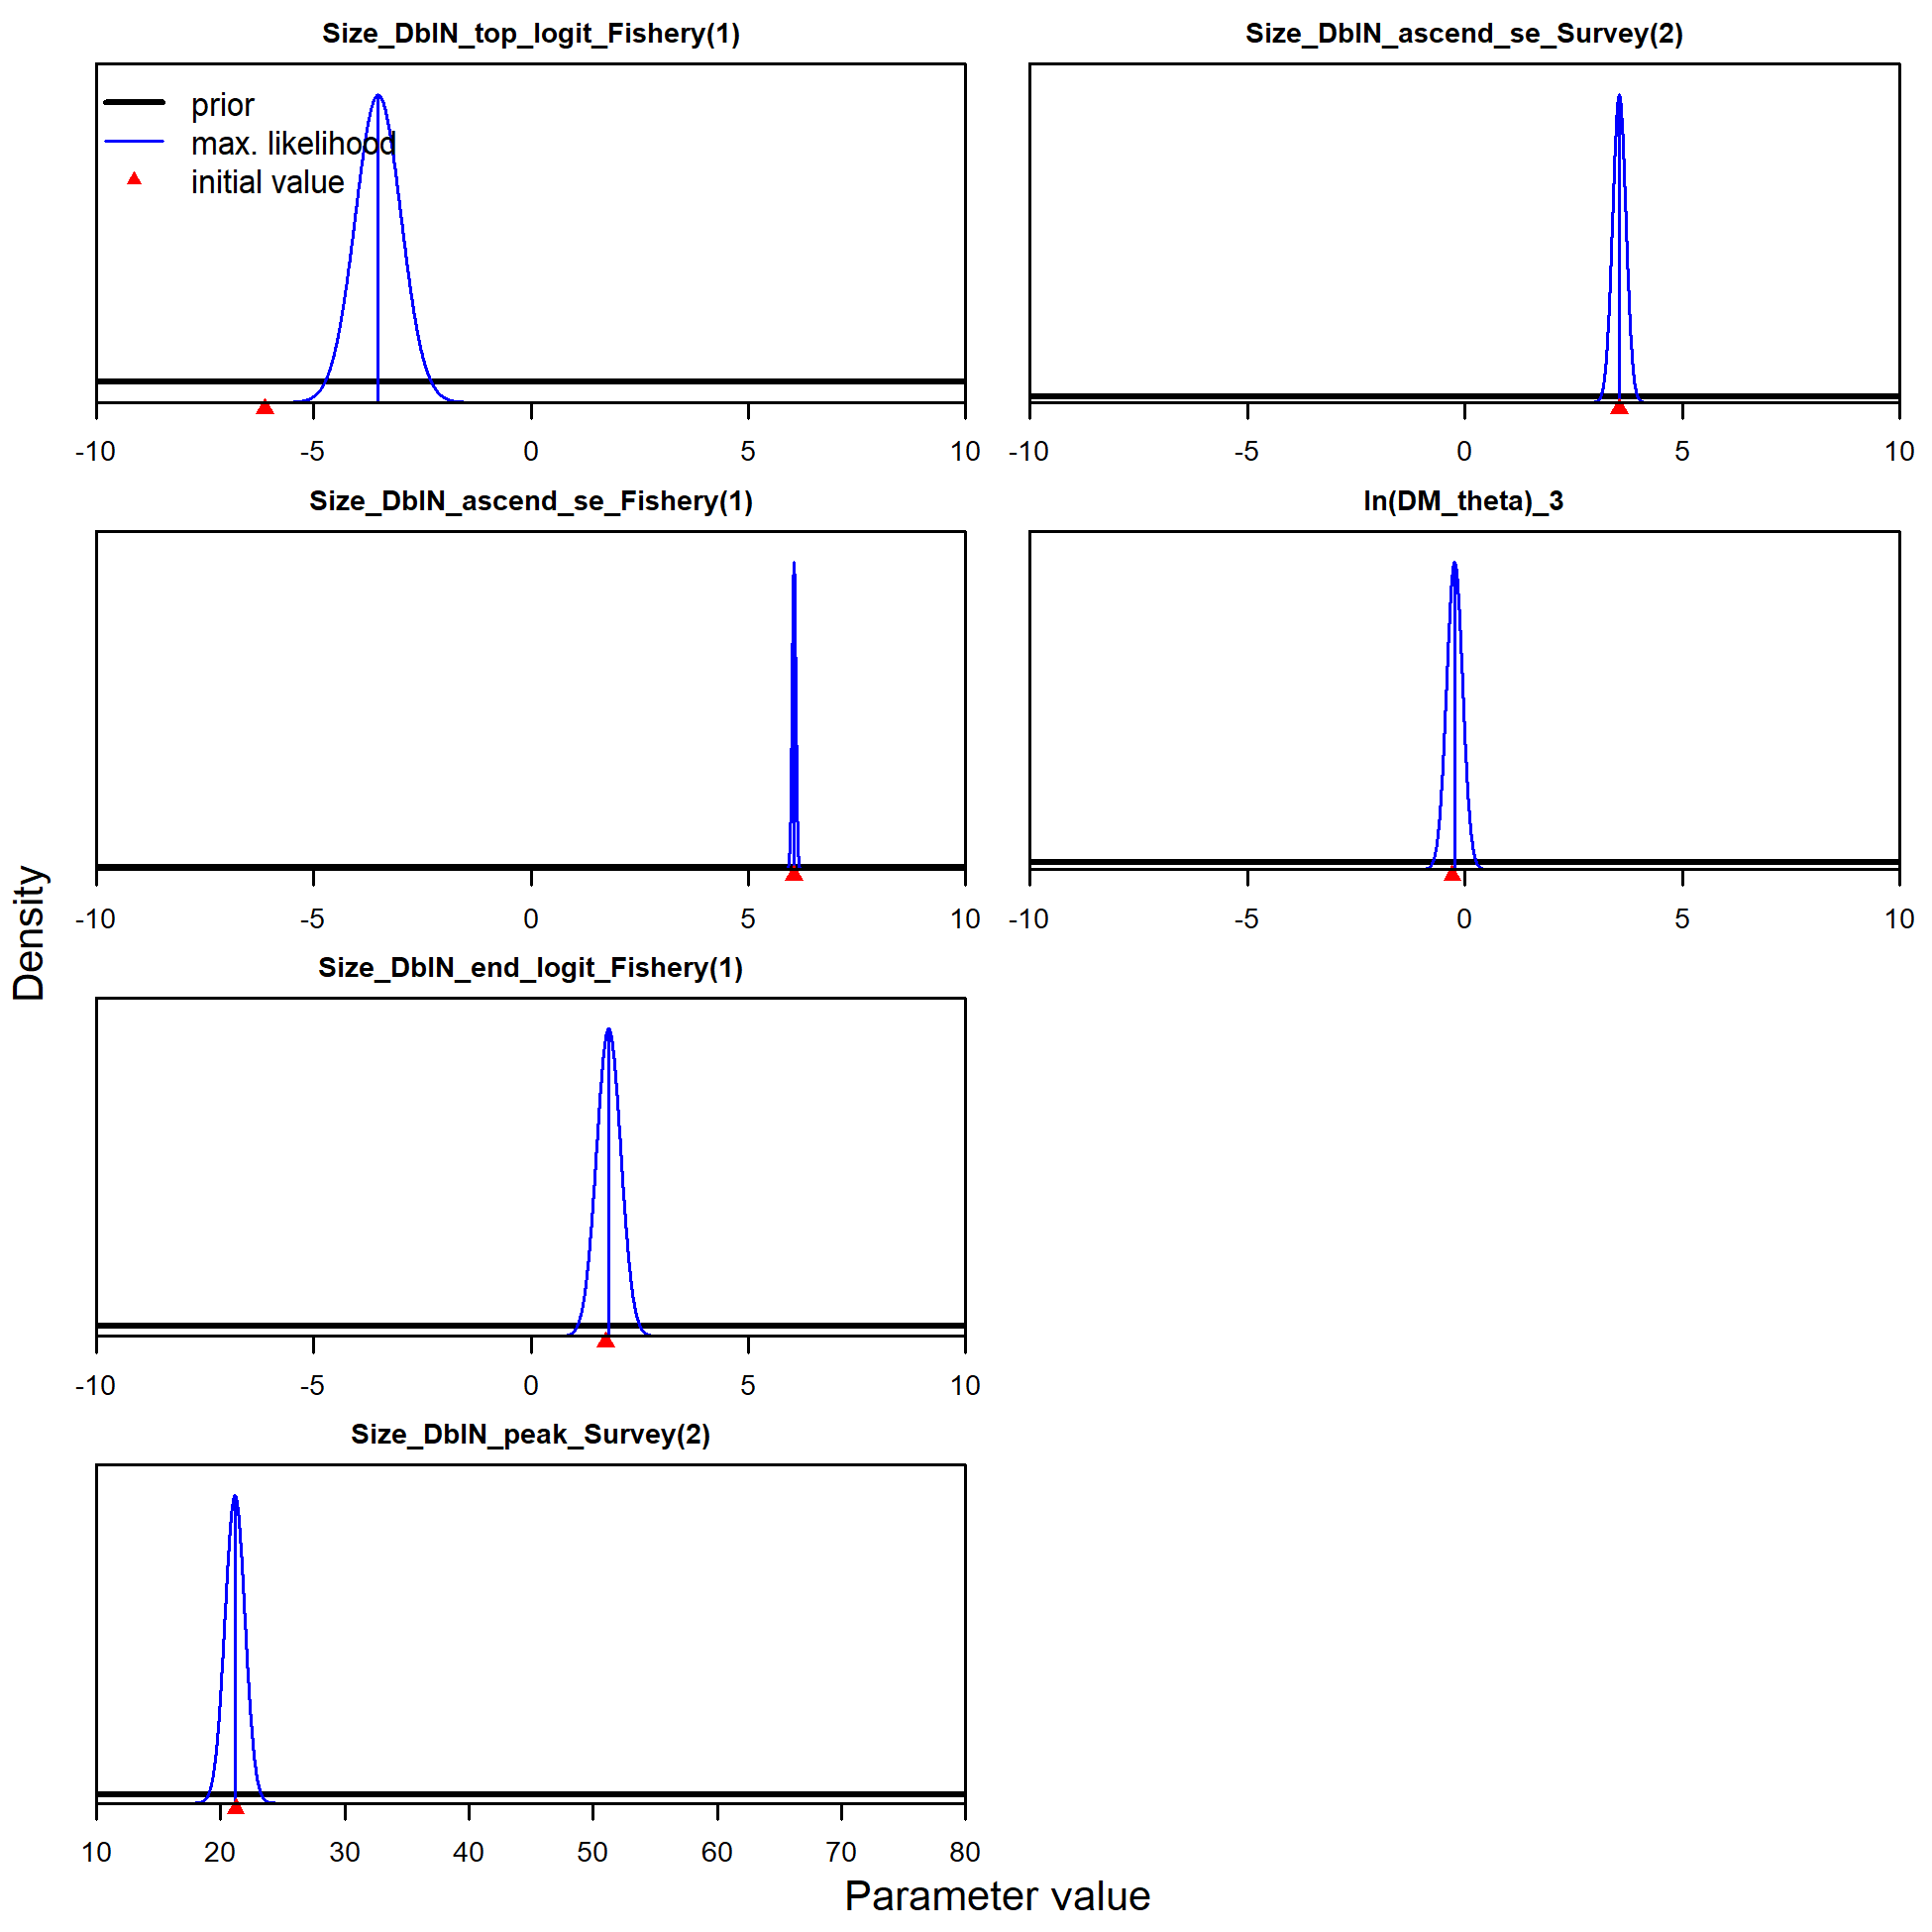 Size_DblN_top_logit_Fishery(1)
prior
max. likelihood
initial value
-10 -5 0 5 10
Size_DblN_ascend_se_Survey(2)
-10 -5 0 5 10
Size_DblN_ascend_se_Fishery(1)
-10 -5 0 5 10
ln(DM_theta)_3
-10 -5 0 5 10
Size_DblN_end_logit_Fishery(1)
-10 -5 0 5 10
Size_DblN_peak_Survey(2)
10 20 30 40 50 60 70 80
Density
Parameter value